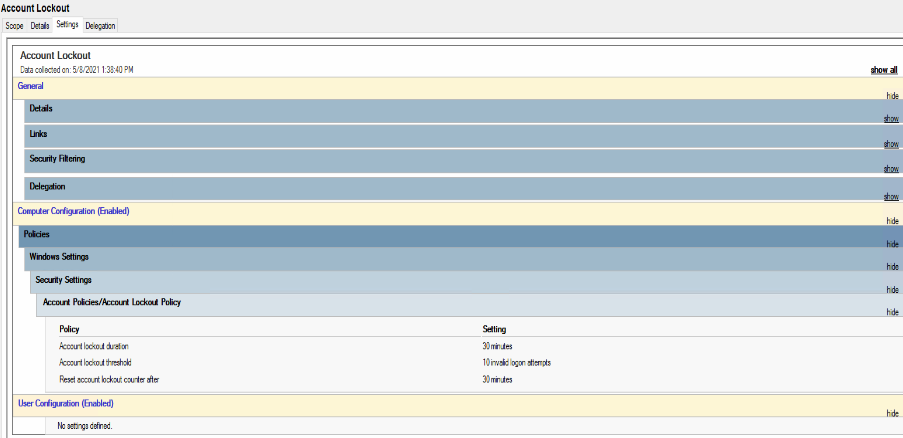 Account Lockout
Scope Details Settings Delegation
Account Lockout
Data collected on: 5/8/2021 1:38:40 PM show all
General hide
Details show
Links show
Security Filtering show
Delegation show
Computer Configuration (Enabled) hide
Policies hide
Windows Settings hide
Security Settings hide
Account Policies/Account Lockout Policy hide
Policy Setting
Account lockout duration 30 minutes
Account lockout threshold 10 invalid logon attempts
Reset account lockout counter after 30 minutes
User Configuration (Enabled) hide
No settings defined.